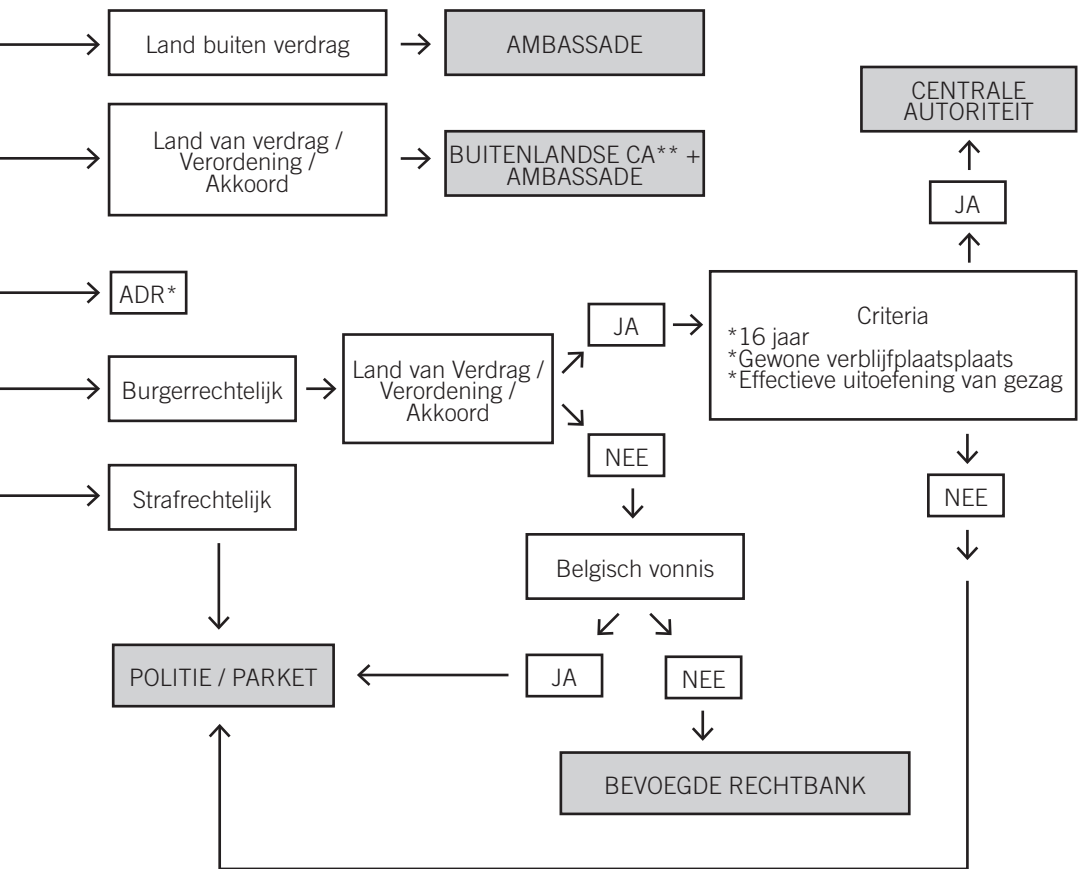 Land buiten verdrag
AMBASSADE
CENTRALE
AUTORITEIT
Land van verdrag /
Verordening /
Akkoord
BUITENLANDSE CA** +
AMBASSADE
JA
ADR*
JA
Criteria
*16 jaar
*Gewone verblijfplaatsplaats
*Effectieve uitoefening van gezag
Burgerrechtelijk
Land van Verdrag /
Verordening /
Akkoord
NEE
NEE
Strafrechtelijk
Belgisch vonnis
POLITIE / PARKET
JA
NEE
BEVOEGDE RECHTBANK